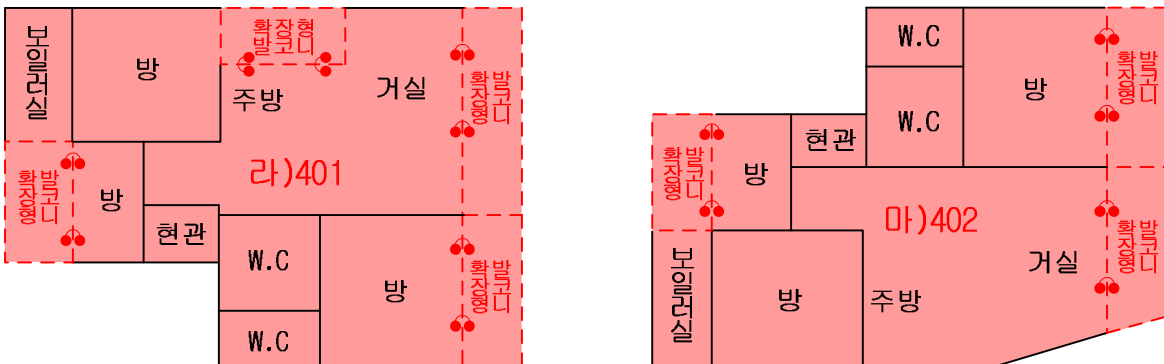 보일러실
방
확장형
발코니
주방
거실
확장형
발코니
라)401
확장형
발코니
방
현관
W.C
W.C
방
확장형
발코니
W.C
W.C
방
확장형
발코니
현관
확장형
발코니
방
마)402
확장형
발코니
거실
보일러실
방
주방